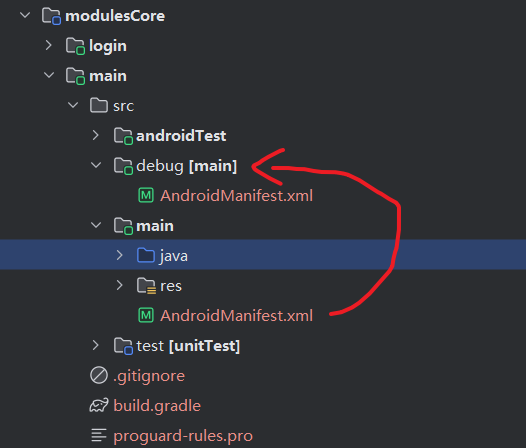 modulesCore
login
main
src
androidTest
debug [main]
AndroidManifest.xml
main
java
res
AndroidManifest.xml
test [unitTest]
.gitignore
build.gradle
proguard-rules.pro